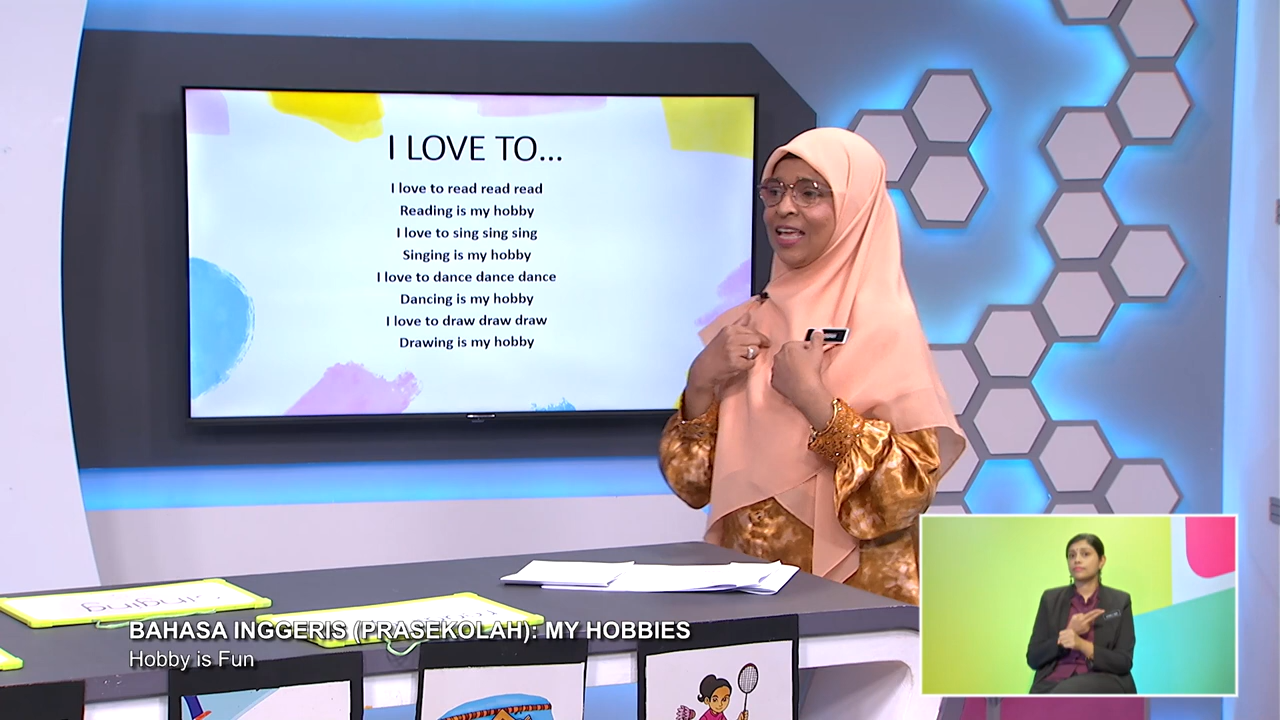 I LOVE TO...
I love to read read read
Reading is my hobby
I love to sing sing sing
Singing is my hobby
I love to dance dance dance
Dancing is my hobby
I love to draw draw draw
Drawing is my hobby
BAHASA INGGERIS (PRASEKOLAH): MY HOBBIES
Hobby is Fun